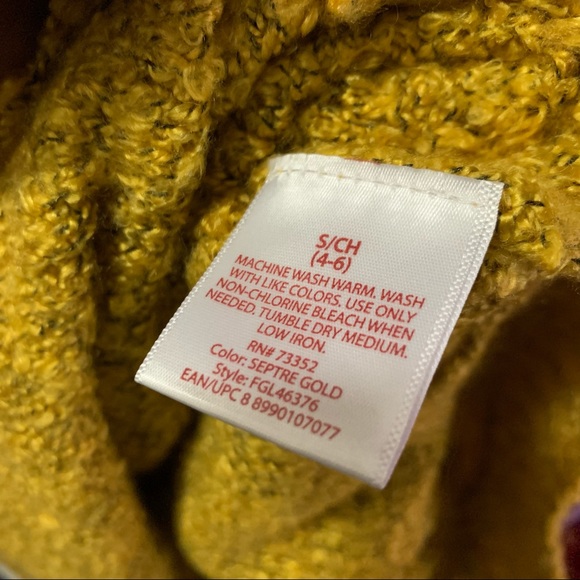 S/CH
(4-6)
MACHINE WASH WARM. WASH
WITH LIKE COLORS. USE ONLY
NON-CHLORINE BLEACH WHEN
NEEDED. TUMBLE DRY MEDIUM.
LOW IRON.
RN# 73352
Color: SEPTRE GOLD
Style: FGL46376
EAN/UPC 8 8990107077